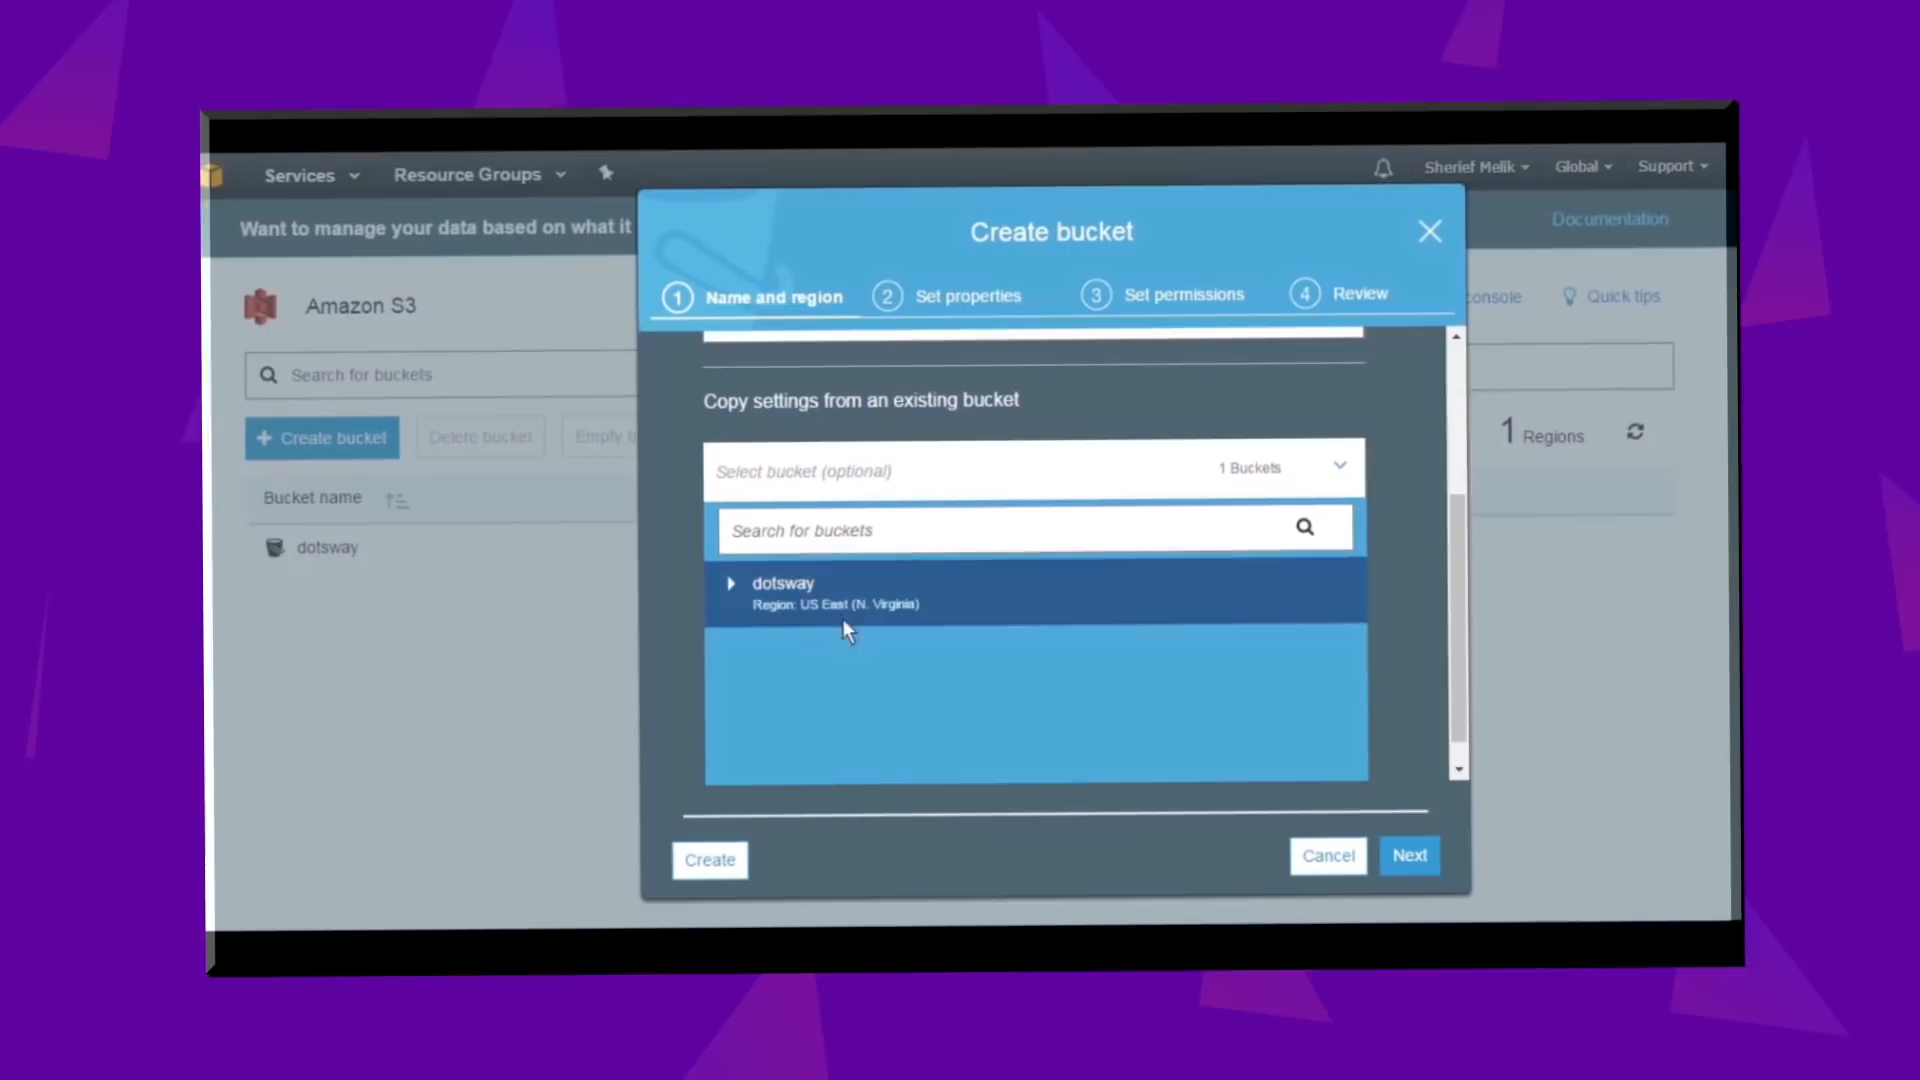 Services
Resource Groups
Sherief Melik
Global
Support
Want to manage your data based on what it
Documentation
Create bucket
1 Name and region
2 Set properties
3 Set permissions
4 Review
Amazon S3
console
Quick tips
Search for buckets
Create bucket
Delete bucket
Empty
1 Regions
Bucket name
dotsway
Copy settings from an existing bucket
Select bucket (optional)
1 Buckets
Search for buckets
dotsway
Region: US East (N. Virginia)
Create
Cancel
Next